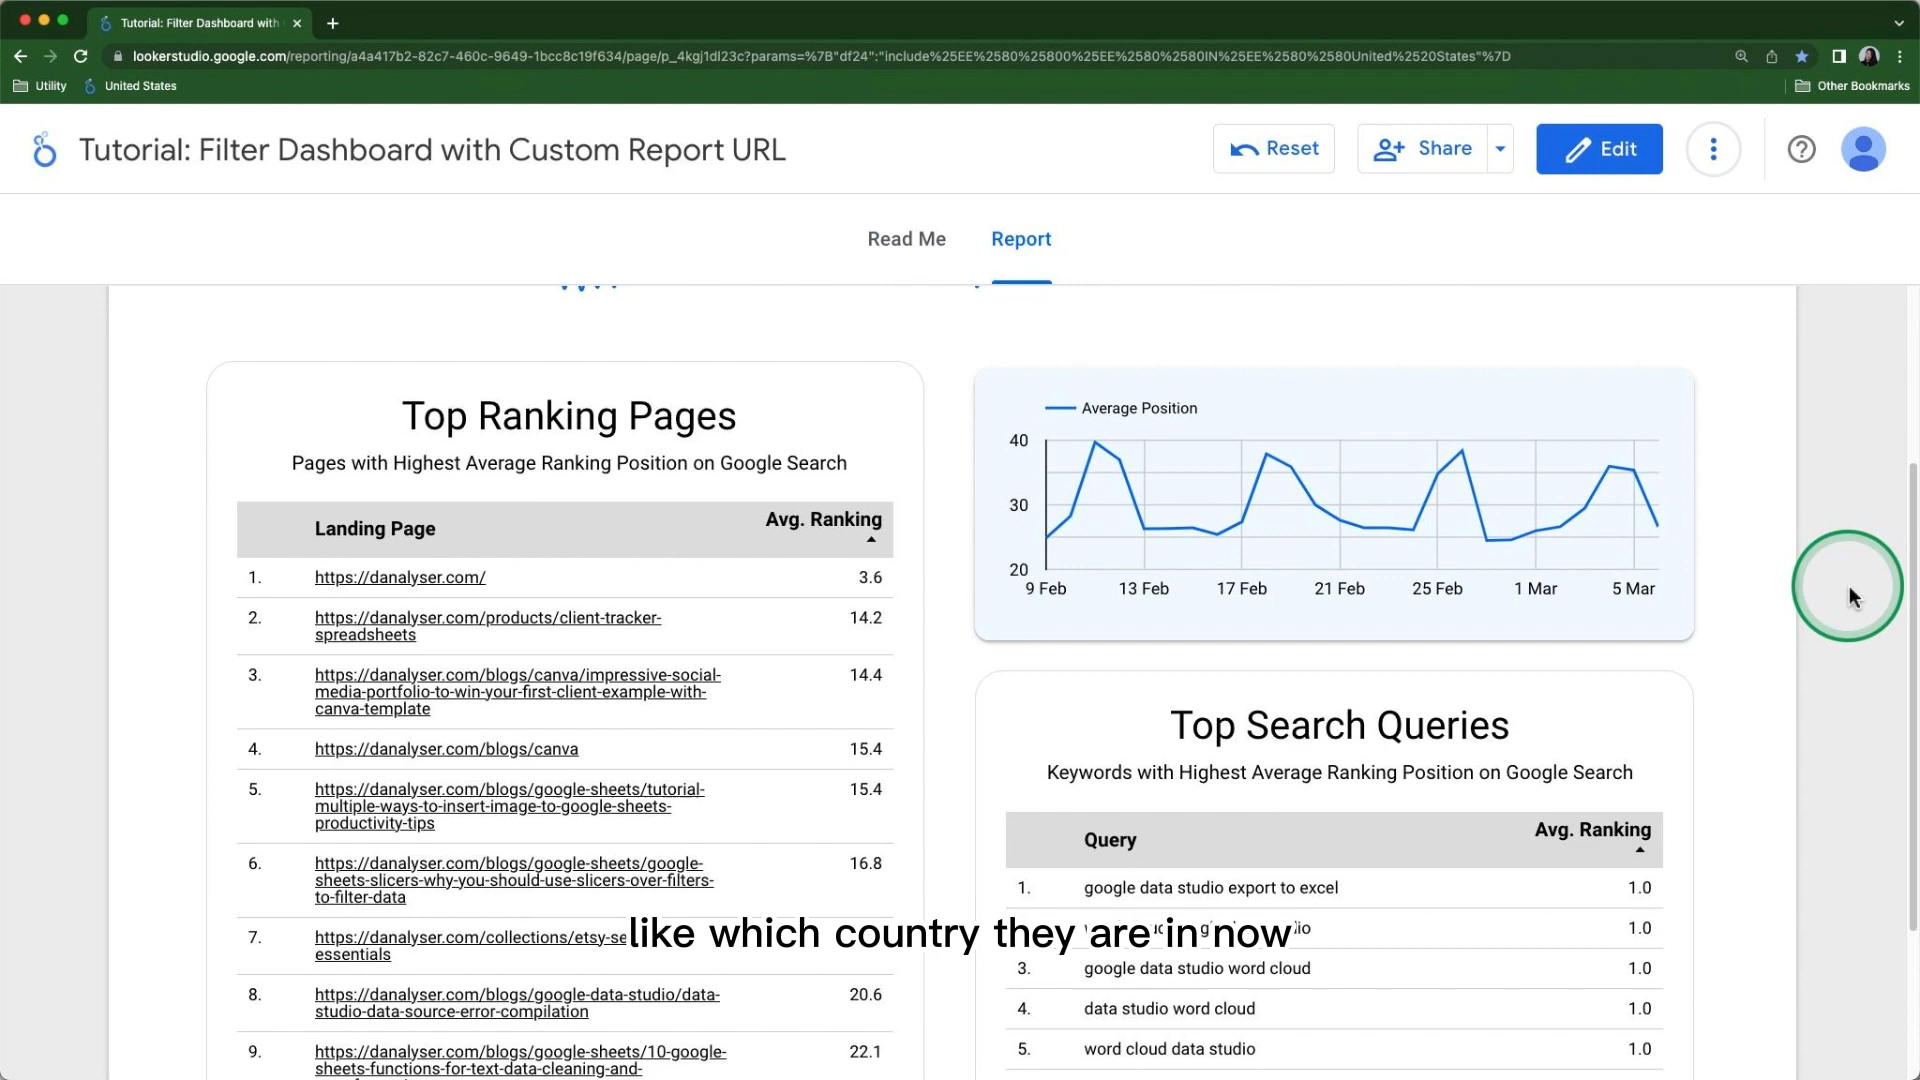 Tutorial: Filter Dashboard with
lookerstudio.google.com/reporting/a4a417b2-82c7-460c-9649-1bcc8c19f634/page/p_4kgj1dl23c?params=%7B"df24":"include%25EE%2580%25800%25EE%2580%2580IN%25EE%2580%2580United%2520States"%7D
Utility
United States
Other Bookmarks
Tutorial: Filter Dashboard with Custom Report URL
Reset
Share
Edit
Read Me
Report
Top Ranking Pages
Pages with Highest Average Ranking Position on Google Search
Landing Page
Avg. Ranking
1. https://danalyser.com/ 3.6
2. https://danalyser.com/products/client-tracker- 14.2
spreadsheets
3. https://danalyser.com/blogs/canva/impressive-social- 14.4
media-portfolio-to-win-your-first-client-example-with-
canva-template
4. https://danalyser.com/blogs/canva 15.4
5. https://danalyser.com/blogs/google-sheets/tutorial- 15.4
multiple-ways-to-insert-image-to-google-sheets-
productivity-tips
6. https://danalyser.com/blogs/google-sheets/google- 16.8
sheets-slicers-why-you-should-use-slicers-over-filters-
to-filter-data
7. https://danalyser.com/collections/etsy-se
essentials
8. https://danalyser.com/blogs/google-data-studio/data- 20.6
studio-data-source-error-compilation
9. https://danalyser.com/blogs/google-sheets/10-google- 22.1
sheets-functions-for-text-data-cleaning-and-
Average Position
40
30
20
9 Feb 13 Feb 17 Feb 21 Feb 25 Feb 1 Mar 5 Mar
Top Search Queries
Keywords with Highest Average Ranking Position on Google Search
Query
Avg. Ranking
1. google data studio export to excel 1.0
1.0
3. google data studio word cloud 1.0
4. data studio word cloud 1.0
5. word cloud data studio 1.0
like which country they are in now